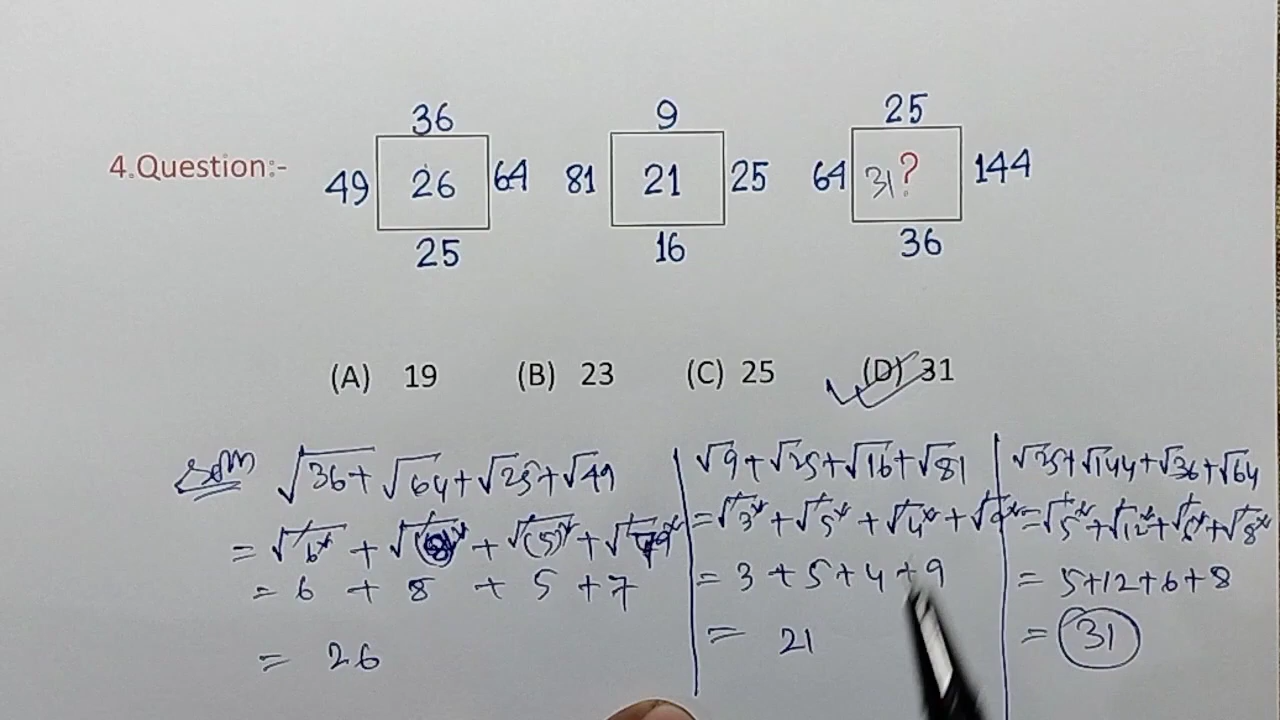 36 9 25
4.Question:- 49 26 64 81 21 25 64 31? 144
25 16 36
(A) 19 (B) 23 (C) 25 (D) 31
Soln √36+√64+√25+√49 √9+√25+√16+√81 √25+√144+√36+√64
= 6 + 8 + 5 + 7 = 3+5+4+9 = 5+12+6+8
= 26 = 21 = 31